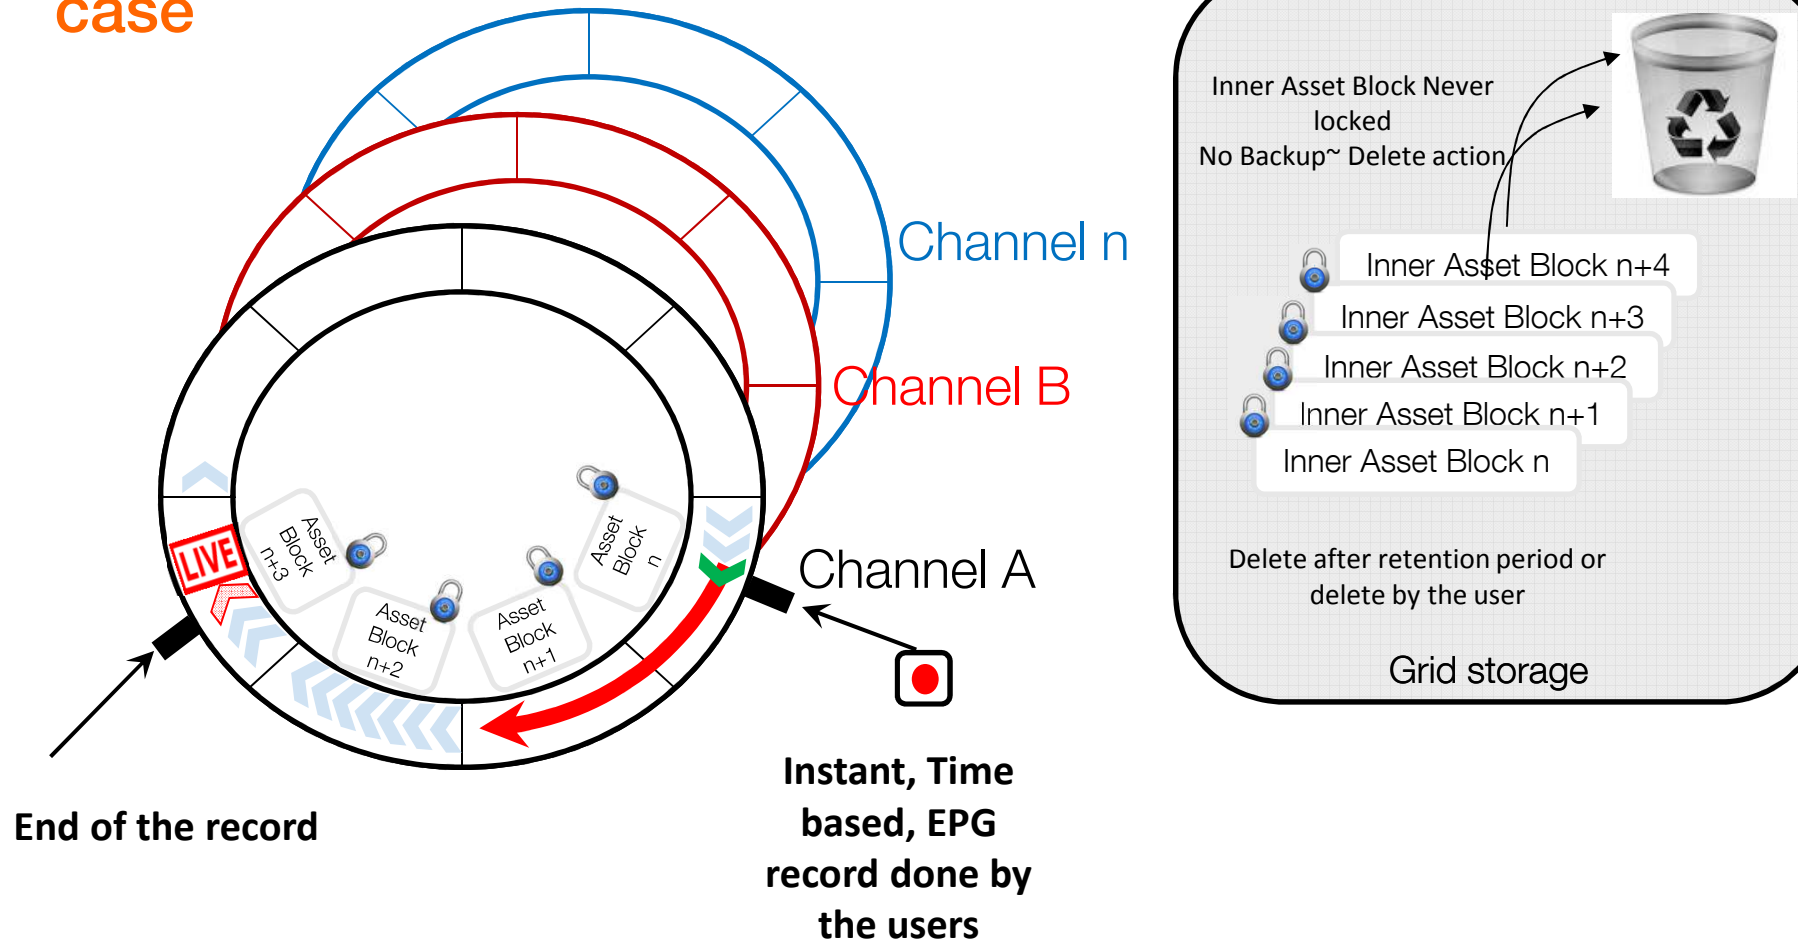 case
Channel n
Channel B
Channel A
LIVE
Asset
Block
n+3
Asset
Block
n+2
Asset
Block
n+1
Asset
Block
n
End of the record
Instant, Time
based, EPG
record done by
the users
Inner Asset Block Never
locked
No Backup~ Delete action
Inner Asset Block n+4
Inner Asset Block n+3
Inner Asset Block n+2
Inner Asset Block n+1
Inner Asset Block n
Delete after retention period or
delete by the user
Grid storage